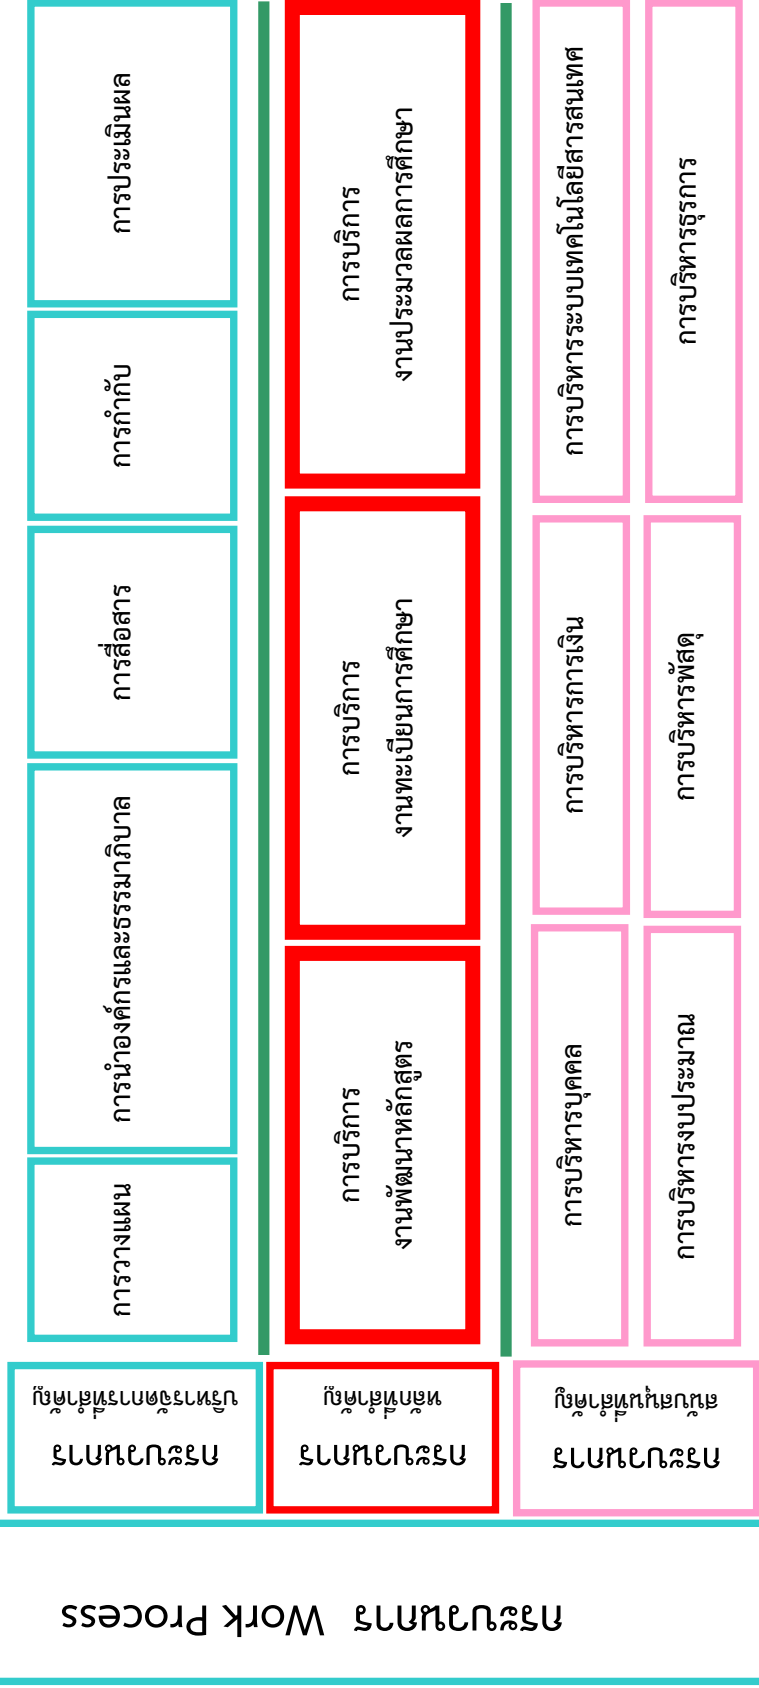 กระบวนการ Work Process
กระบวนการ
บริหารจัดการที่สำคัญ
การวางแผน
การนำองค์กรและธรรมาภิบาล
การสื่อสาร
การกำกับ
การประเมินผล
กระบวนการ
หลักที่สำคัญ
การบริการ
งานพัฒนาหลักสูตร
การบริการ
งานทะเบียนการศึกษา
การบริการ
งานประมวลผลการศึกษา
กระบวนการ
สนับสนุนที่สำคัญ
การบริหารบุคคล
การบริหารการเงิน
การบริหารระบบเทคโนโลยีสารสนเทศ
การบริหารงบประมาณ
การบริหารพัสดุ
การบริหารธุรการ